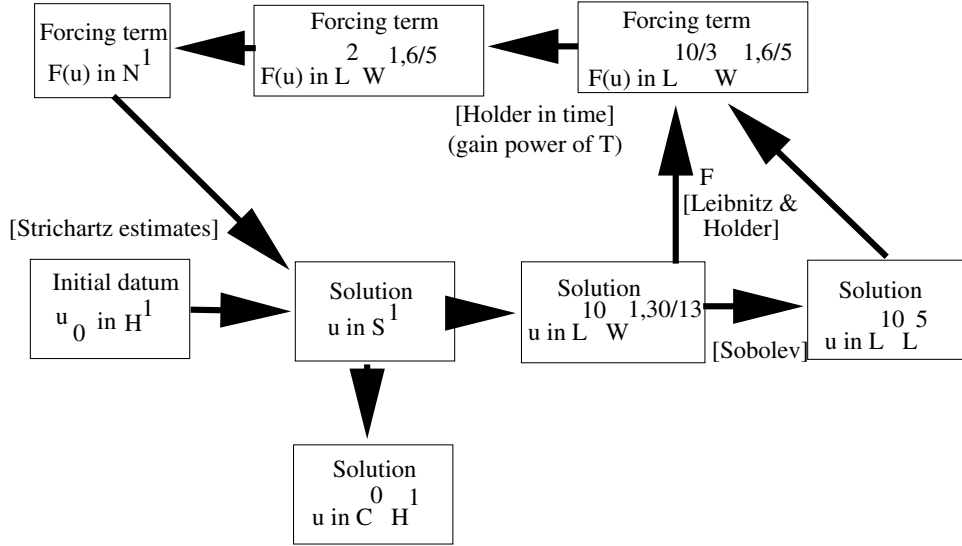 Forcing term
F(u) in N^1
Forcing term
F(u) in L^2 W^1,6/5
Forcing term
F(u) in L^10/3 W^1,6/5
[Holder in time]
(gain power of T)
F
[Leibnitz &
Holder]
[Strichartz estimates]
Initial datum
u_0 in H^1
Solution
u in S^1
Solution
u in L^10 W^1,30/13
[Sobolev]
Solution
u in L^10 L^5
Solution
u in C^0 H^1